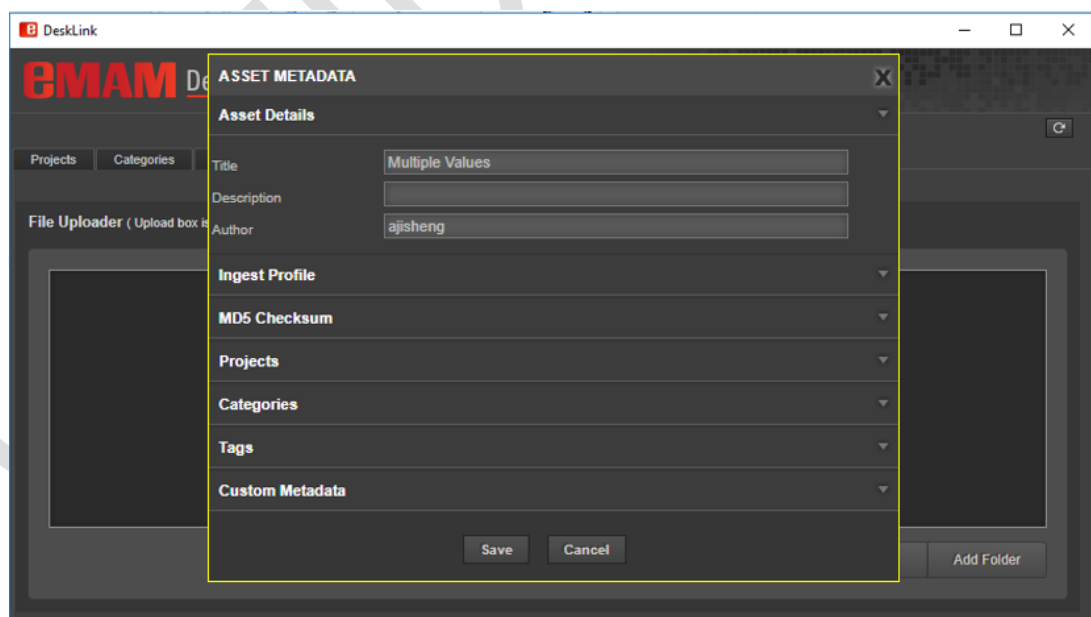 DeskLink
eMAM De
ASSET METADATA
X
Asset Details
Projects Categories
Title Multiple Values
Description
File Uploader ( Upload box is
Author ajisheng
Ingest Profile
MD5 Checksum
Projects
Categories
Tags
Custom Metadata
Save Cancel
Add Folder